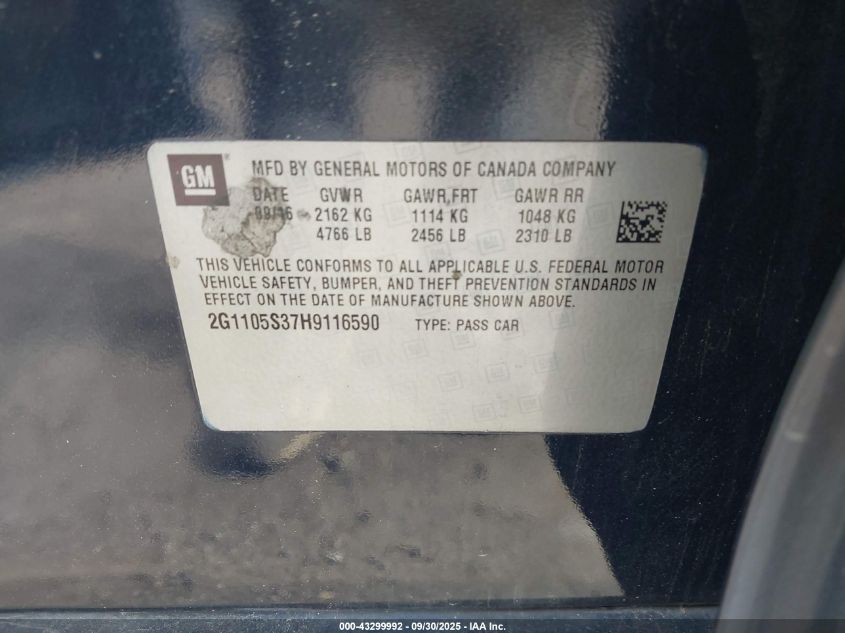 GM
MFD BY GENERAL MOTORS OF CANADA COMPANY
DATE GVWR GAWR FRT GAWR RR
09/16 2162 KG 1114 KG 1048 KG
4766 LB 2456 LB 2310 LB
THIS VEHICLE CONFORMS TO ALL APPLICABLE U.S. FEDERAL MOTOR
VEHICLE SAFETY, BUMPER, AND THEFT PREVENTION STANDARDS IN
EFFECT ON THE DATE OF MANUFACTURE SHOWN ABOVE.
2G1105S37H9116590 TYPE: PASS CAR
000-43299992 - 09/30/2025 - IAA Inc.